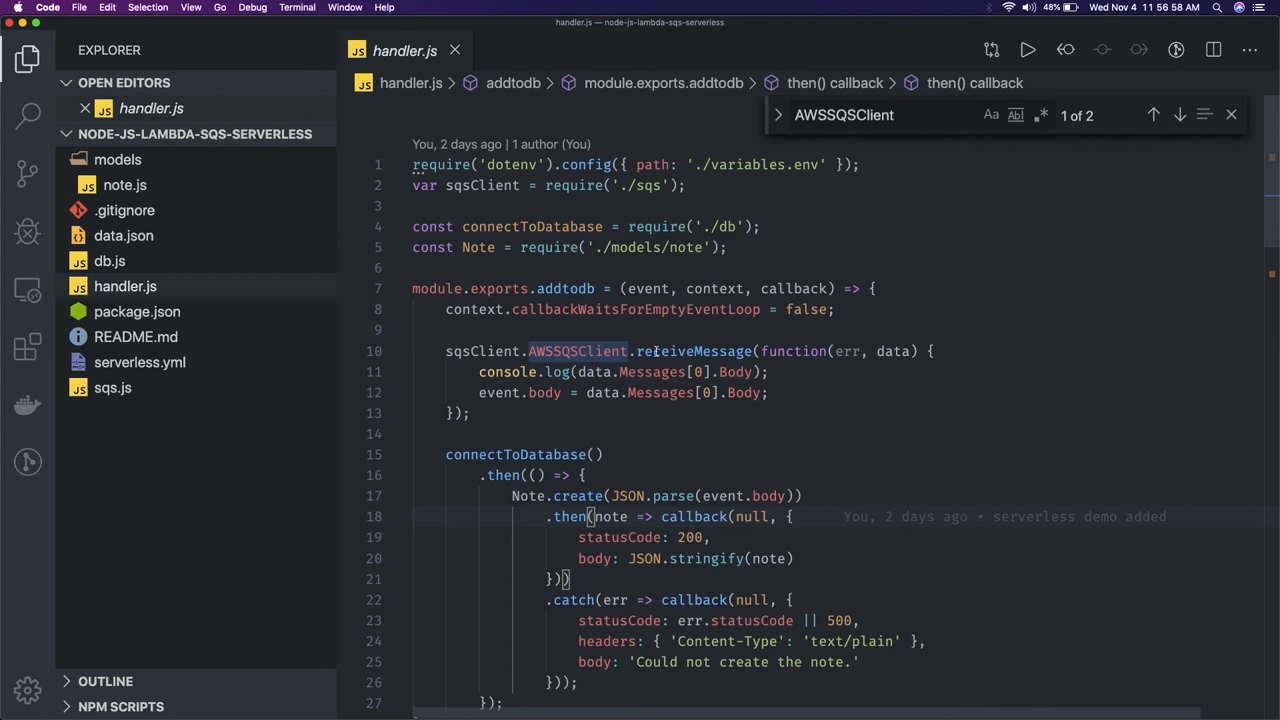 Code File Edit Selection View Go Debug Terminal Window Help 48% Wed Nov 4 11:56:58 AM
handler.js — node-js-lambda-sqs-serverless
EXPLORER
OPEN EDITORS
JS handler.js
NODE-JS-LAMBDA-SQS-SERVERLESS
models
JS note.js
.gitignore
data.json
JS db.js
JS handler.js
package.json
README.md
serverless.yml
JS sqs.js
OUTLINE
NPM SCRIPTS
JS handler.js
JS handler.js > addtodb > module.exports.addtodb > then() callback > then() callback
AWSSQSClient Aa Abl .* 1 of 2
You, 2 days ago | 1 author (You)
1 require('dotenv').config({ path: './variables.env' });
2 var sqsClient = require('./sqs');
3
4 const connectToDatabase = require('./db');
5 const Note = require('./models/note');
6
7 module.exports.addtodb = (event, context, callback) => {
8 context.callbackWaitsForEmptyEventLoop = false;
9
10 sqsClient.AWSSQSClient.receiveMessage(function(err, data) {
11 console.log(data.Messages[0].Body);
12 event.body = data.Messages[0].Body;
13 });
14
15 connectToDatabase()
16 .then(() => {
17 Note.create(JSON.parse(event.body))
18 .then(note => callback(null, { You, 2 days ago • serverless demo added
19 statusCode: 200,
20 body: JSON.stringify(note)
21 }))
22 .catch(err => callback(null, {
23 statusCode: err.statusCode || 500,
24 headers: { 'Content-Type': 'text/plain' },
25 body: 'Could not create the note.'
26 }));
27 });